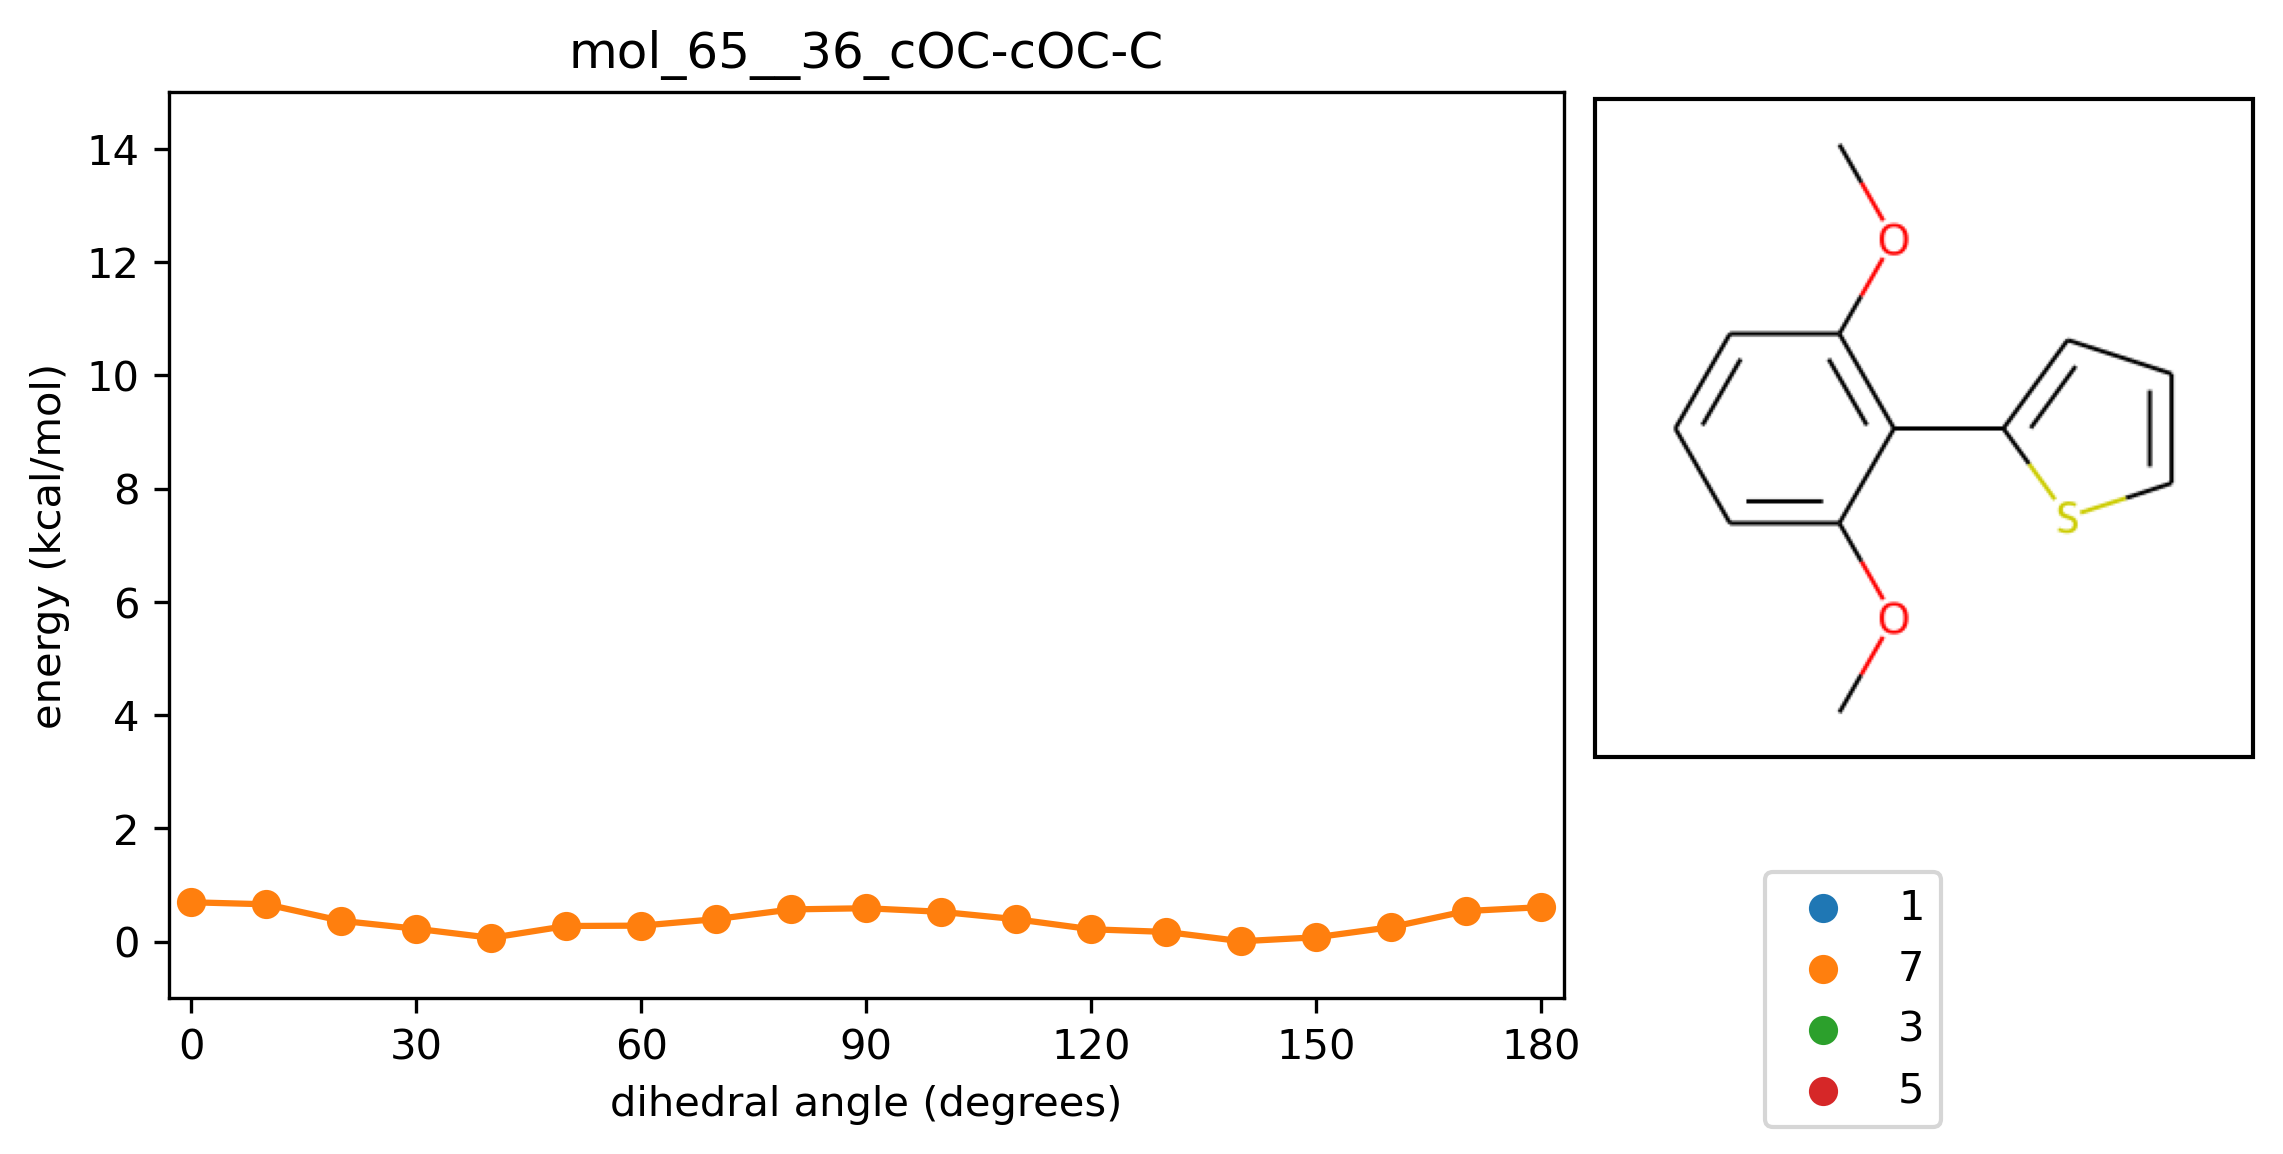 mol_65__36_cOC-cOC-C
energy (kcal/mol)
14
12
10
8
6
4
2
0
0 30 60 90 120 150 180
dihedral angle (degrees)
O
S
O
1
7
3
5